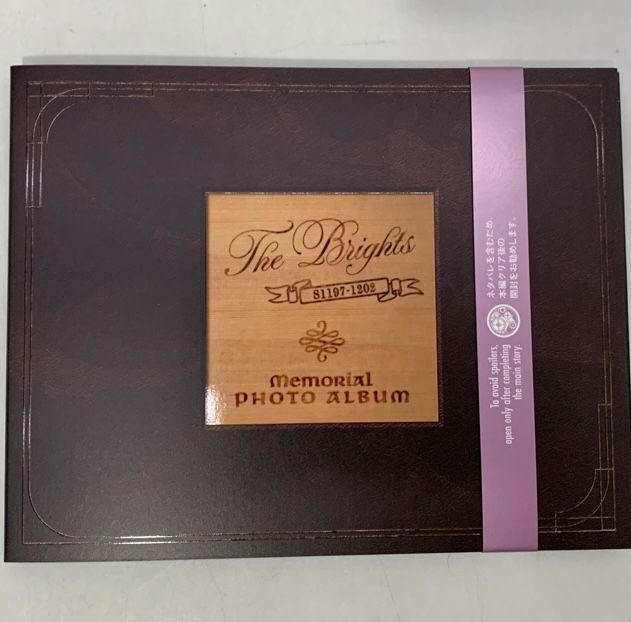 The Brights
S1197-1202
Memorial
PHOTO ALBUM
ネタバレを含むため、
本編クリア後の
開封をお勧めします。
To avoid spoilers,
open only after completing
the main story.